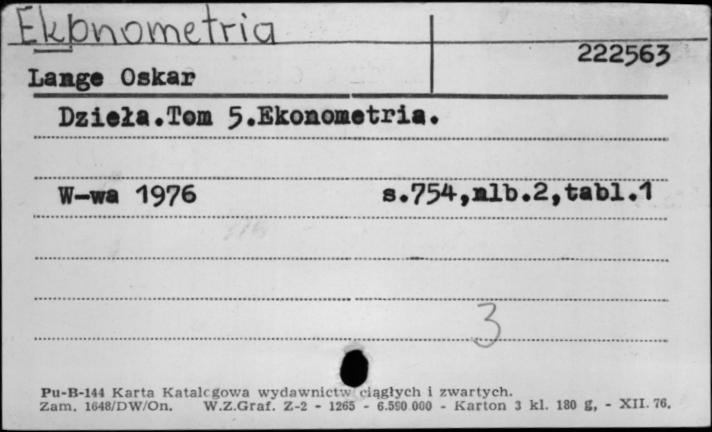 Ekonometria
222563
Lange Oskar
Dzieła.Tom 5.Ekonometria.
W-wa 1976 s.754,nlb.2,tabl.1
3
Pu-B-144 Karta Katalogowa wydawnictw ciągłych i zwartych.
Zam. 1648/DW/On. W.Z.Graf. Z-2 - 1265 - 6.590 000 - Karton 3 kl. 180 g, - XII. 76.